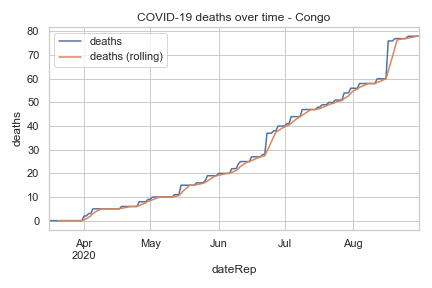 COVID-19 deaths over time - Congo
deaths
deaths (rolling)
80
70
60
50
40
30
20
10
0
deaths
Apr
2020
May
Jun
Jul
Aug
dateRep